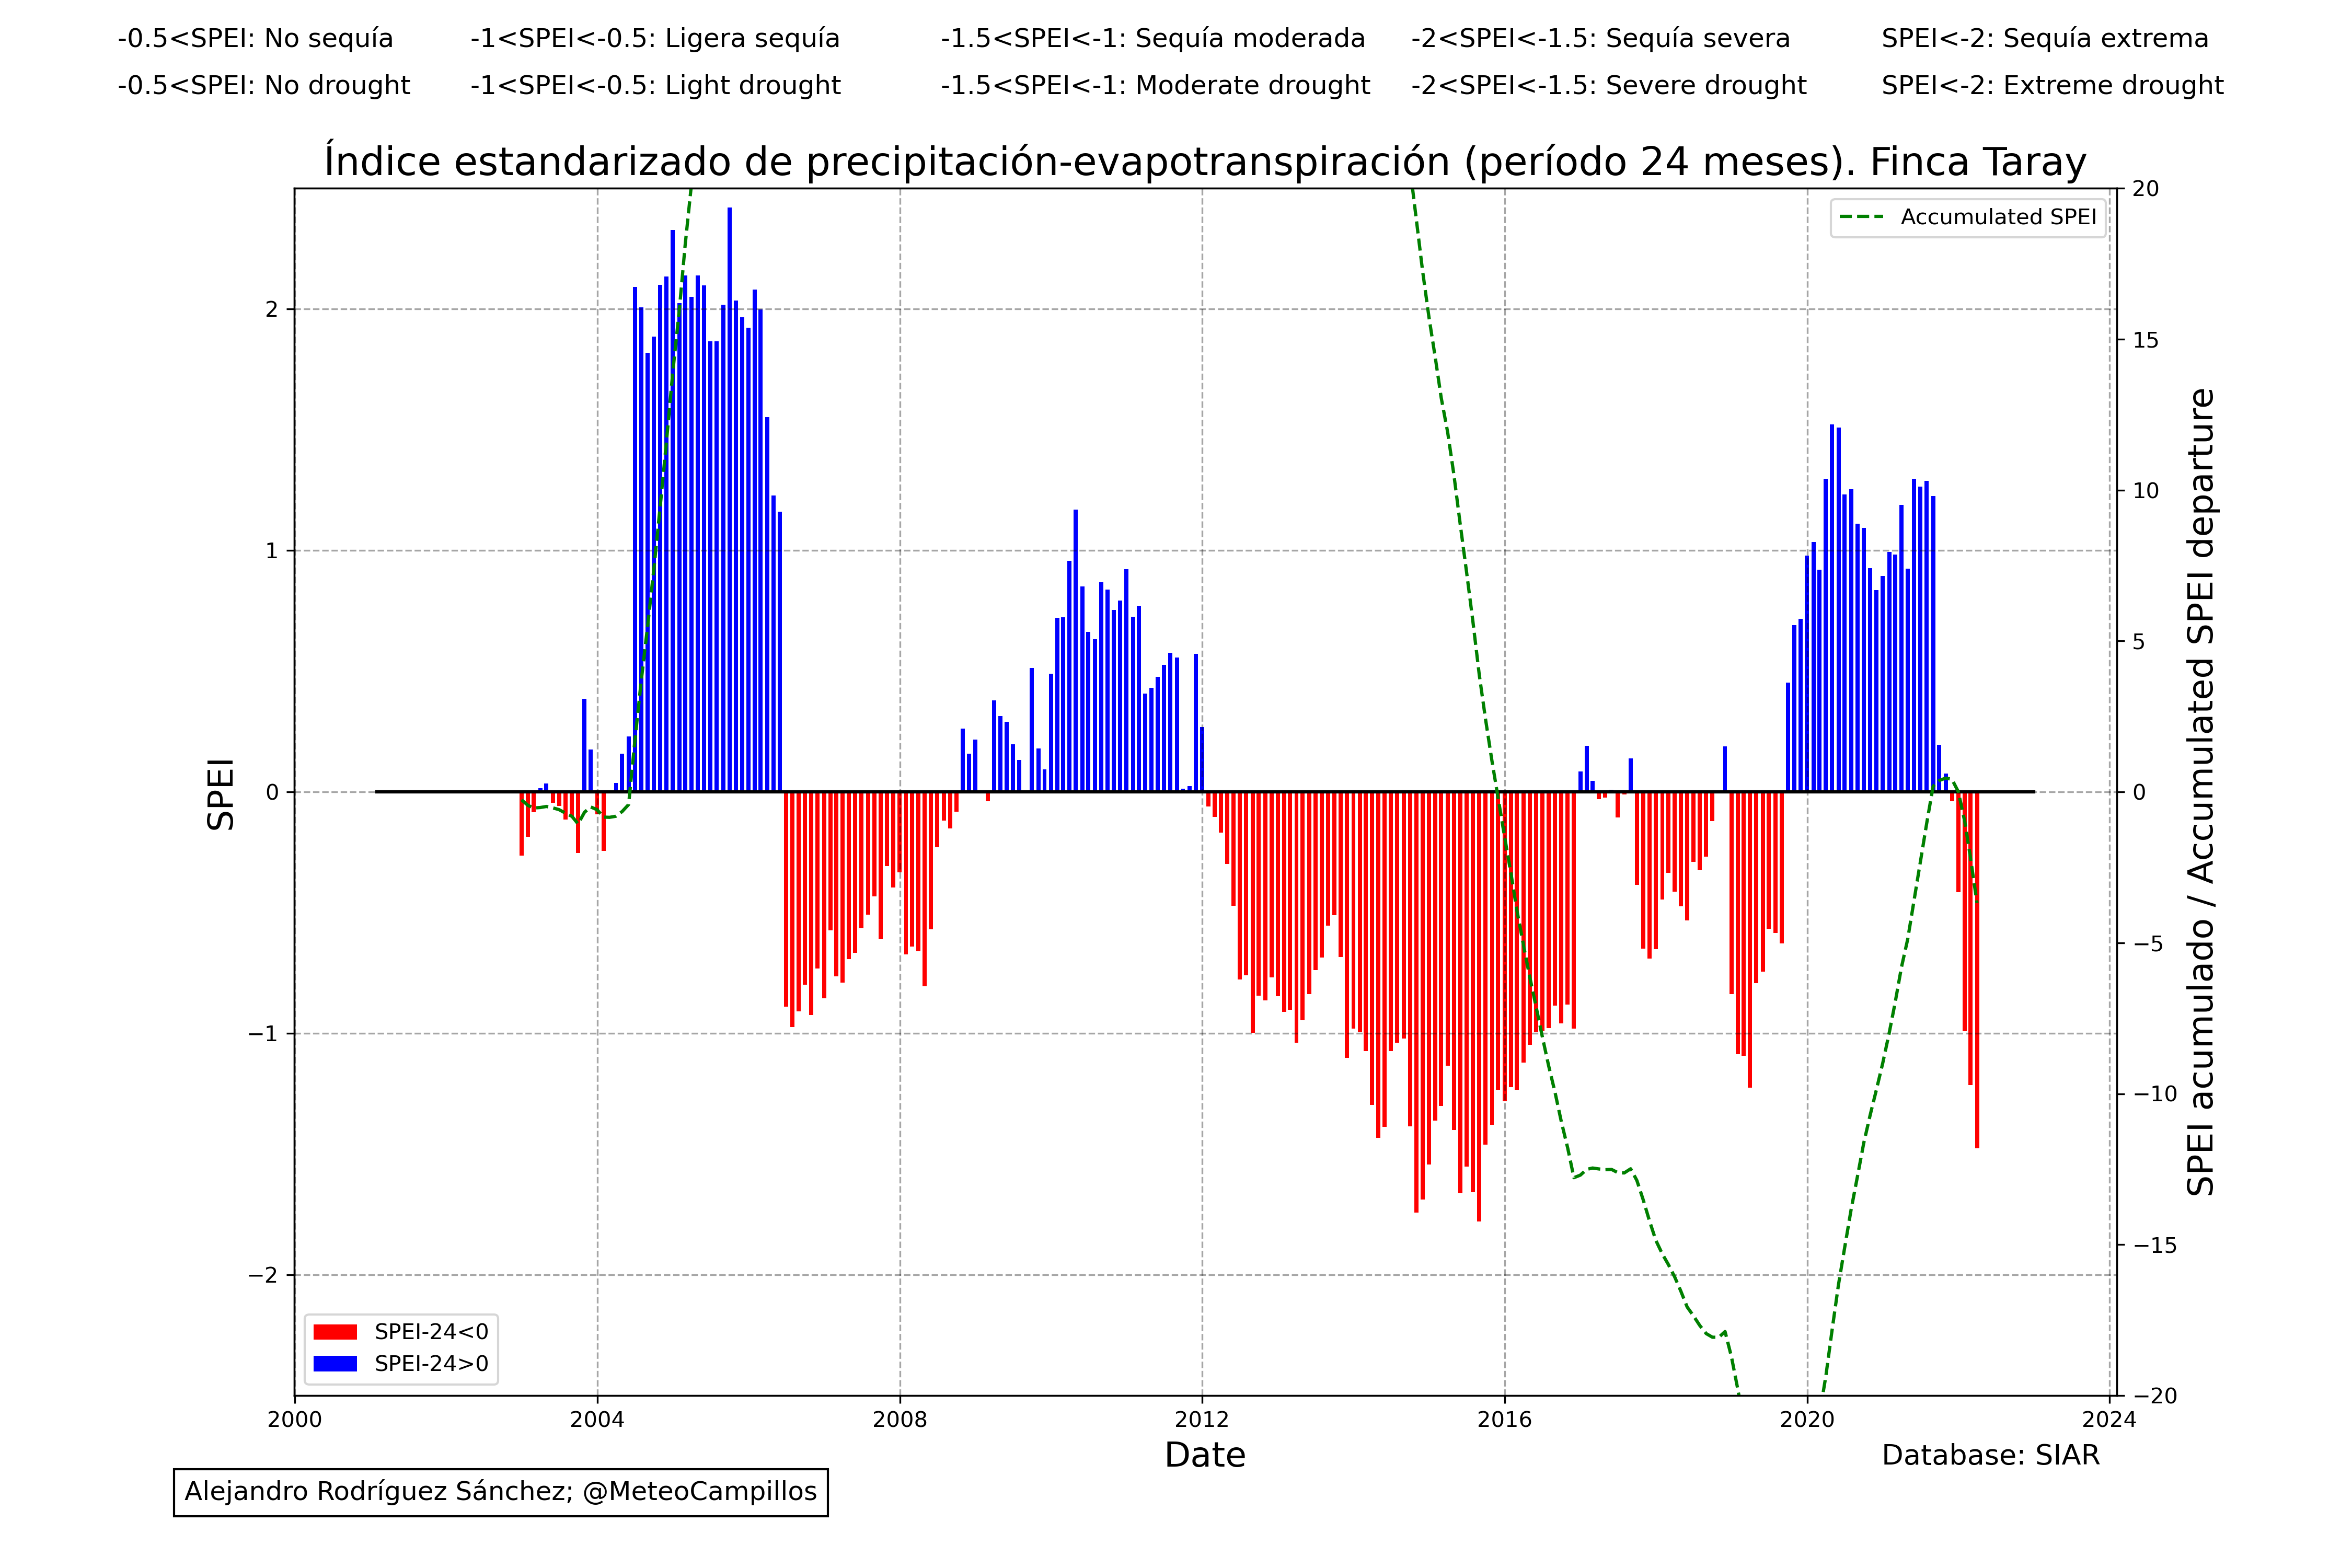 -0.5<SPEI: No sequía -1<SPEI<-0.5: Ligera sequía -1.5<SPEI<-1: Sequía moderada -2<SPEI<-1.5: Sequía severa SPEI<-2: Sequía extrema
-0.5<SPEI: No drought -1<SPEI<-0.5: Light drought -1.5<SPEI<-1: Moderate drought -2<SPEI<-1.5: Severe drought SPEI<-2: Extreme drought
Índice estandarizado de precipitación-evapotranspiración (período 24 meses). Finca Taray
Accumulated SPEI
SPEI
2
1
0
−1
−2
20
15
10
5
0
−5
−10
−15
−20
SPEI acumulado / Accumulated SPEI departure
SPEI-24<0
SPEI-24>0
2000 2004 2008 2012 2016 2020 2024
Date
Database: SIAR
Alejandro Rodríguez Sánchez; @MeteoCampillos